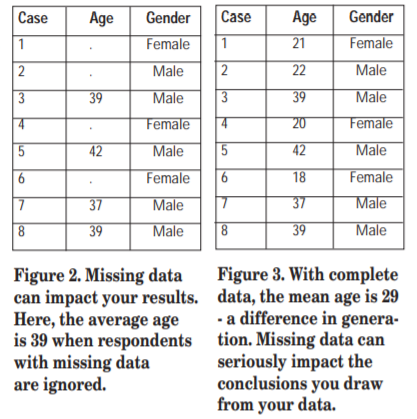 Case Age Gender
1 . Female
2 . Male
3 39 Male
4 . Female
5 42 Male
6 . Female
7 37 Male
8 39 Male
Figure 2. Missing data
can impact your results.
Here, the average age
is 39 when respondents
with missing data
are ignored.
Case Age Gender
1 21 Female
2 22 Male
3 39 Male
4 20 Female
5 42 Male
6 18 Female
7 37 Male
8 39 Male
Figure 3. With complete
data, the mean age is 29
- a difference in genera-
tion. Missing data can
seriously impact the
conclusions you draw
from your data.